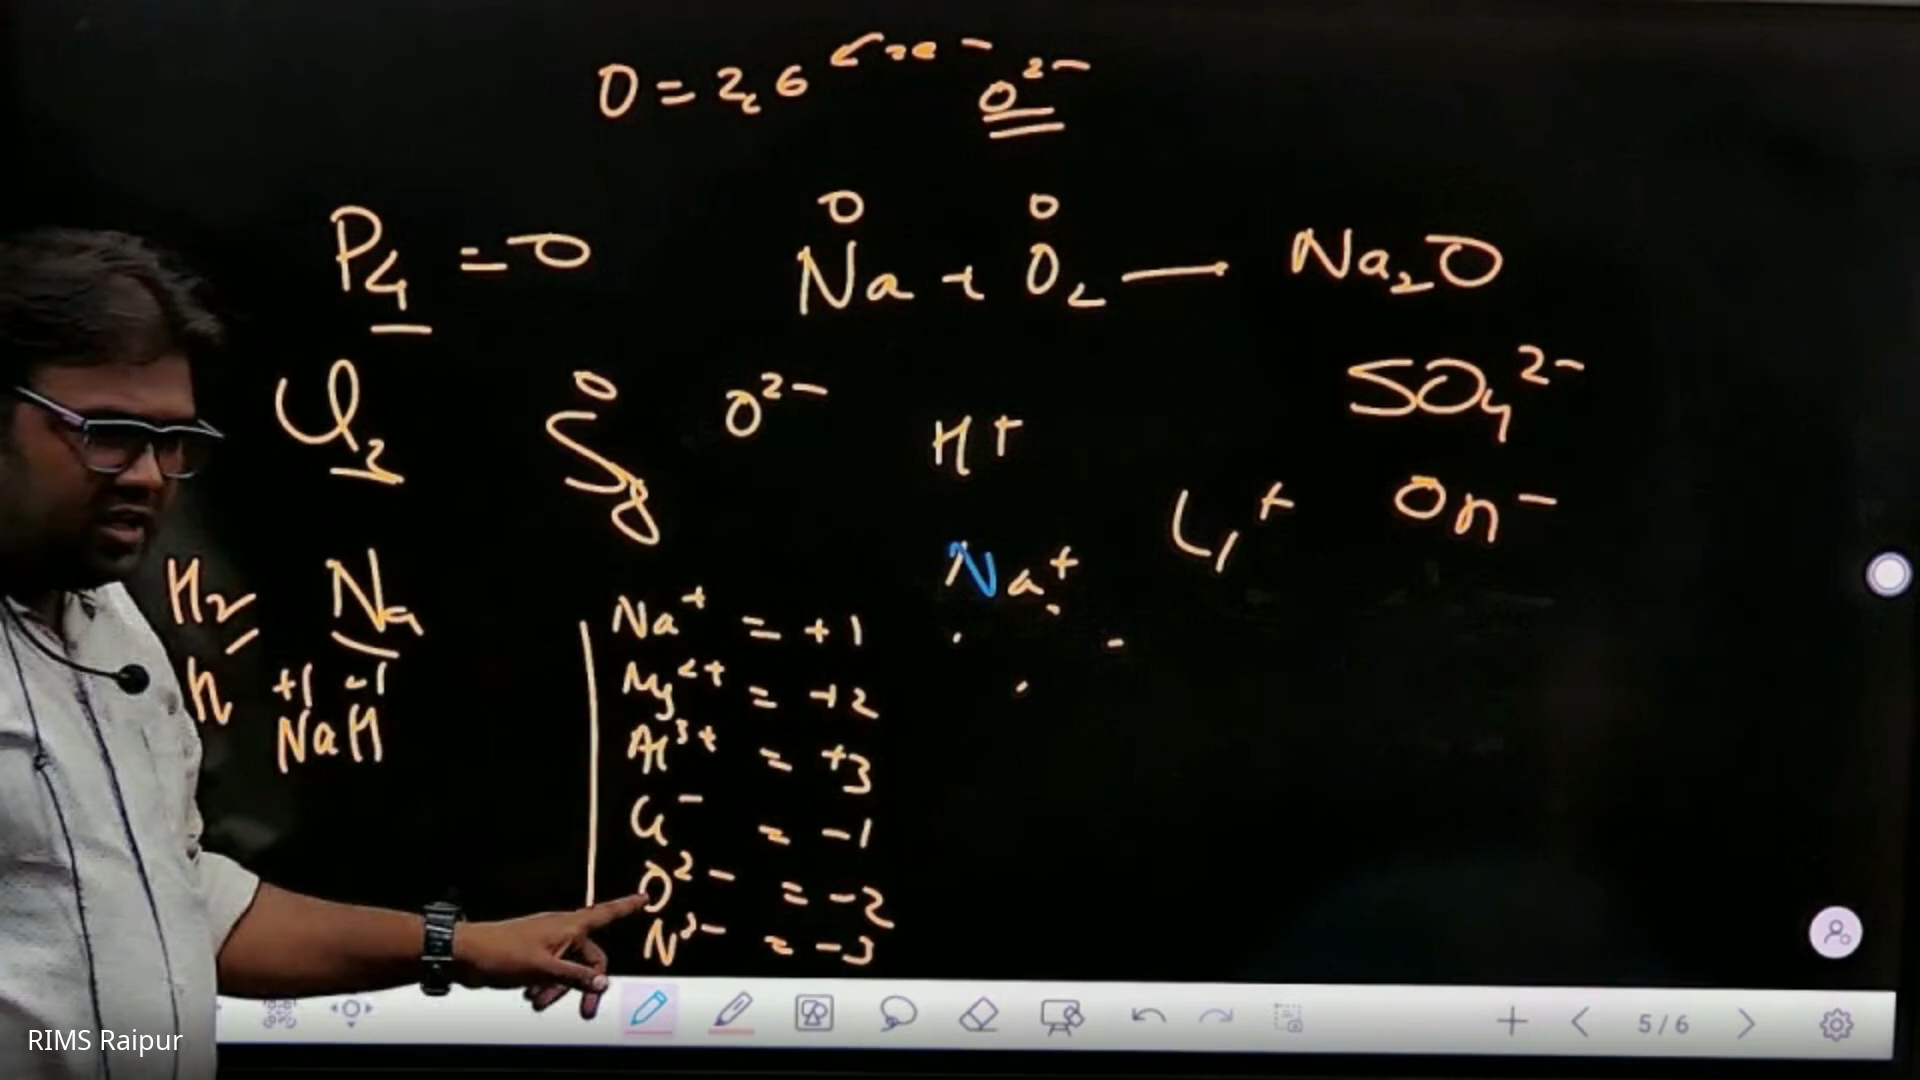 O = 2,6 ← 2e⁻ O²⁻
P₄ = 0
0 0
Na + O₂ — Na₂O
Cl₂
0
S₈
O²⁻
H⁺
SO₄²⁻
Li⁺
OH⁻
H₂
Na
Na⁺
h
+1 -1
NaH
Na⁺ = +1
Mg²⁺ = +2
Al³⁺ = +3
Cl⁻ = -1
O²⁻ = -2
N³⁻ = -3
5/6
RIMS Raipur